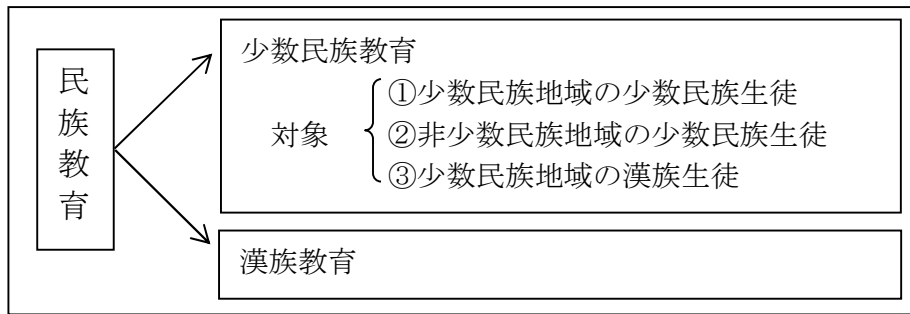 民族教育
少数民族教育
対象
①少数民族地域の少数民族生徒
②非少数民族地域の少数民族生徒
③少数民族地域の漢族生徒
漢族教育